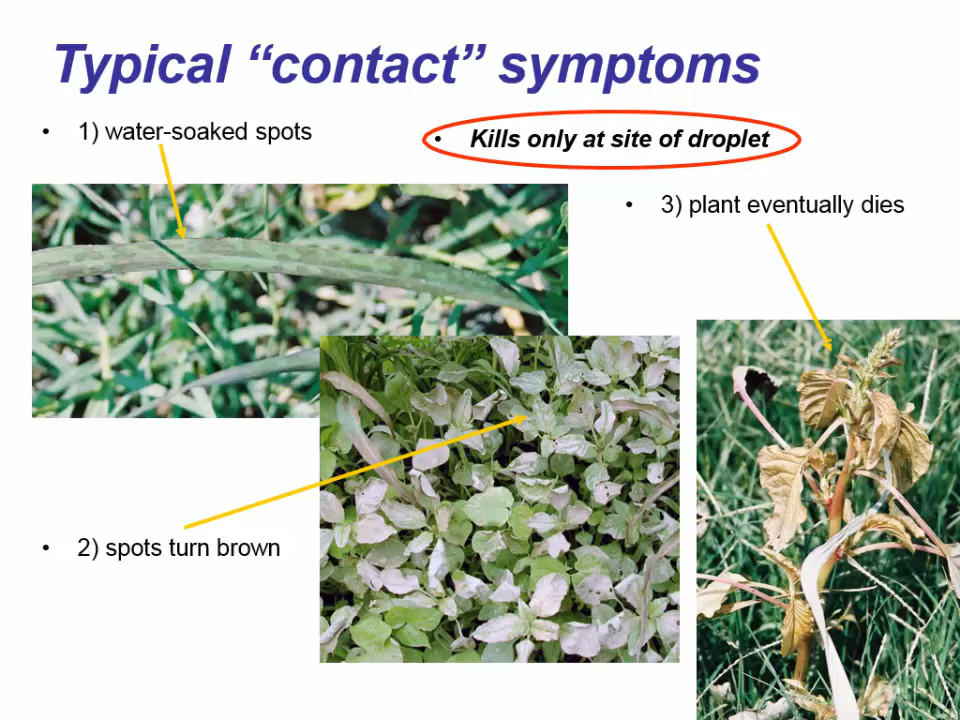 Typical “contact” symptoms
• 1) water-soaked spots
• Kills only at site of droplet
• 3) plant eventually dies
• 2) spots turn brown